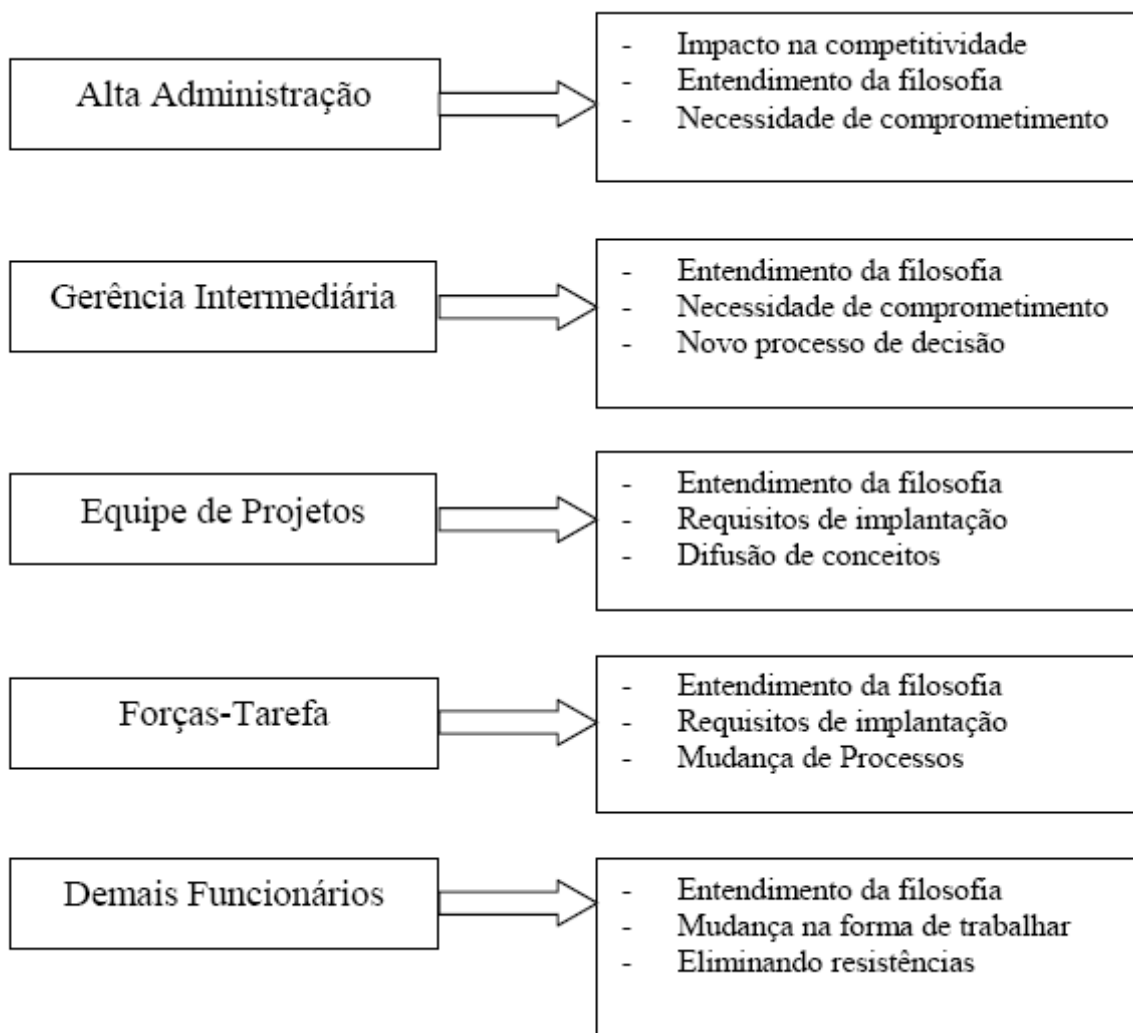 Alta Administração
- Impacto na competitividade
- Entendimento da filosofia
- Necessidade de comprometimento
Gerência Intermediária
- Entendimento da filosofia
- Necessidade de comprometimento
- Novo processo de decisão
Equipe de Projetos
- Entendimento da filosofia
- Requisitos de implantação
- Difusão de conceitos
Forças-Tarefa
- Entendimento da filosofia
- Requisitos de implantação
- Mudança de Processos
Demais Funcionários
- Entendimento da filosofia
- Mudança na forma de trabalhar
- Eliminando resistências